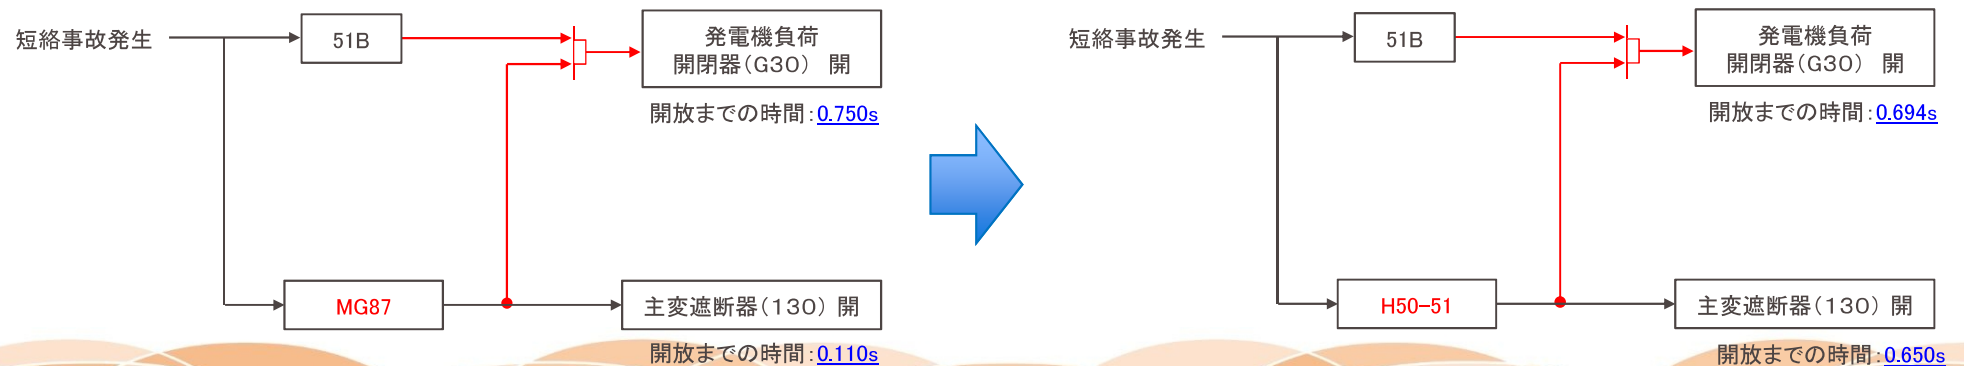 短絡事故発生
51B
発電機負荷
開閉器（G30） 開
開放までの時間：0.750s
MG87
主変遮断器（130）開
開放までの時間：0.110s
短絡事故発生
51B
発電機負荷
開閉器（G30） 開
開放までの時間：0.694s
H50-51
主変遮断器（130）開
開放までの時間：0.650s